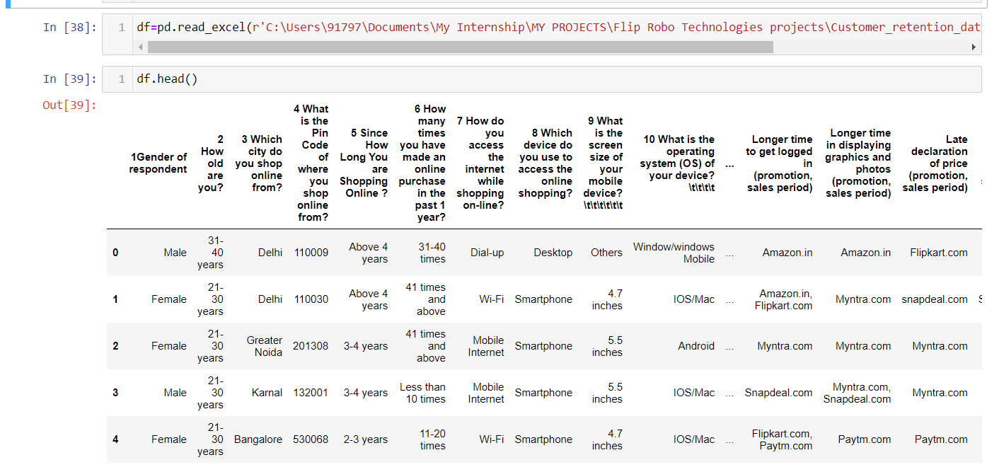 In [38]: 1 df=pd.read_excel(r'C:\Users\91797\Documents\My Internship\MY PROJECTS\Flip Robo Technologies projects\Customer_retention_dat
In [39]: 1 df.head()
Out[39]:
1Gender of respondent
2 How old are you?
3 Which city do you shop online from?
4 What is the Pin Code of where you shop online from?
5 Since How Long You are Shopping Online ?
6 How many times you have made an online purchase in the past 1 year?
7 How do you access the internet while shopping on-line?
8 Which device do you use to access the online shopping?
9 What is the screen size of your mobile device? \t\t\t\t\t\t
10 What is the operating system (OS) of your device? \t\t\t\t
...
Longer time to get logged in (promotion, sales period)
Longer time in displaying graphics and photos (promotion, sales period)
Late declaration of price (promotion, sales period)
0 Male 31-40 years Delhi 110009 Above 4 years 31-40 times Dial-up Desktop Others Window/windows Mobile ... Amazon.in Amazon.in Flipkart.com
1 Female 21-30 years Delhi 110030 Above 4 years 41 times and above Wi-Fi Smartphone 4.7 inches IOS/Mac ... Amazon.in, Flipkart.com Myntra.com snapdeal.com
2 Female 21-30 years Greater Noida 201308 3-4 years 41 times and above Mobile Internet Smartphone 5.5 inches Android ... Myntra.com Myntra.com Myntra.com
3 Male 21-30 years Karnal 132001 3-4 years Less than 10 times Mobile Internet Smartphone 5.5 inches IOS/Mac ... Snapdeal.com Myntra.com, Snapdeal.com Myntra.com
4 Female 21-30 years Bangalore 530068 2-3 years 11-20 times Wi-Fi Smartphone 4.7 inches IOS/Mac ... Flipkart.com, Paytm.com Paytm.com Paytm.com